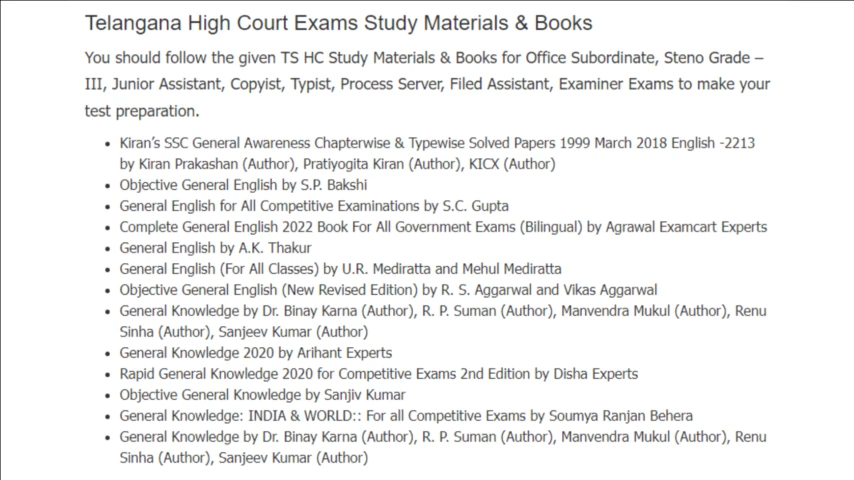 Telangana High Court Exams Study Materials & Books
You should follow the given TS HC Study Materials & Books for Office Subordinate, Steno Grade –
III, Junior Assistant, Copyist, Typist, Process Server, Filed Assistant, Examiner Exams to make your
test preparation.
• Kiran’s SSC General Awareness Chapterwise & Typewise Solved Papers 1999 March 2018 English -2213
by Kiran Prakashan (Author), Pratiyogita Kiran (Author), KICX (Author)
• Objective General English by S.P. Bakshi
• General English for All Competitive Examinations by S.C. Gupta
• Complete General English 2022 Book For All Government Exams (Bilingual) by Agrawal Examcart Experts
• General English by A.K. Thakur
• General English (For All Classes) by U.R. Mediratta and Mehul Mediratta
• Objective General English (New Revised Edition) by R. S. Aggarwal and Vikas Aggarwal
• General Knowledge by Dr. Binay Karna (Author), R. P. Suman (Author), Manvendra Mukul (Author), Renu
Sinha (Author), Sanjeev Kumar (Author)
• General Knowledge 2020 by Arihant Experts
• Rapid General Knowledge 2020 for Competitive Exams 2nd Edition by Disha Experts
• Objective General Knowledge by Sanjiv Kumar
• General Knowledge: INDIA & WORLD:: For all Competitive Exams by Soumya Ranjan Behera
• General Knowledge by Dr. Binay Karna (Author), R. P. Suman (Author), Manvendra Mukul (Author), Renu
Sinha (Author), Sanjeev Kumar (Author)